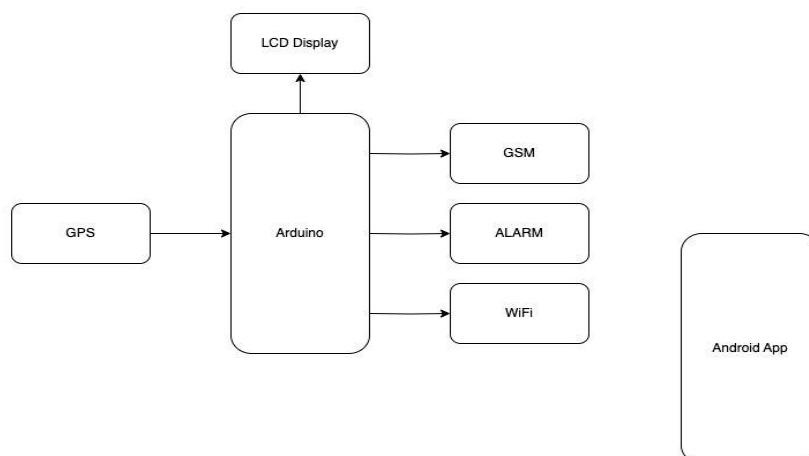 LCD Display
GSM
GPS
Arduino
ALARM
WiFi
Android App